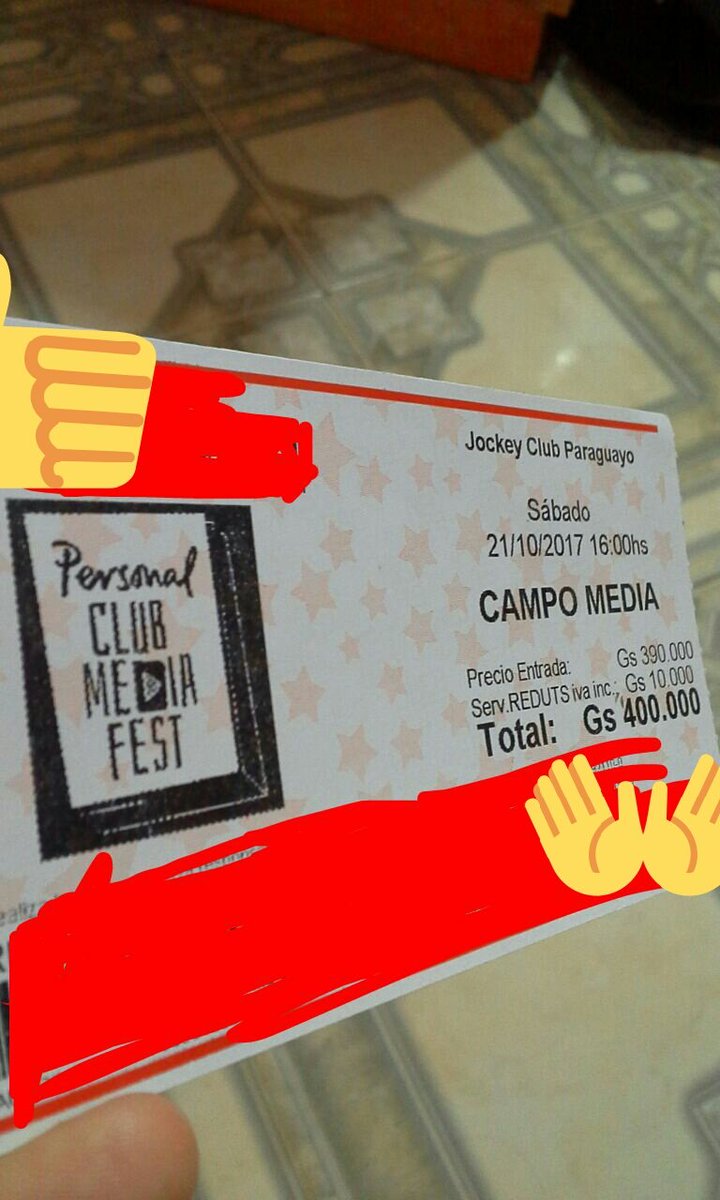 Jockey Club Paraguayo
Sábado
21/10/2017 16:00hs
CAMPO MEDIA
Precio Entrada: Gs 390.000
Serv.REDUTS iva inc.; Gs 10.000
Total: Gs 400.000
Personal
CLUB
MEDIA
FEST